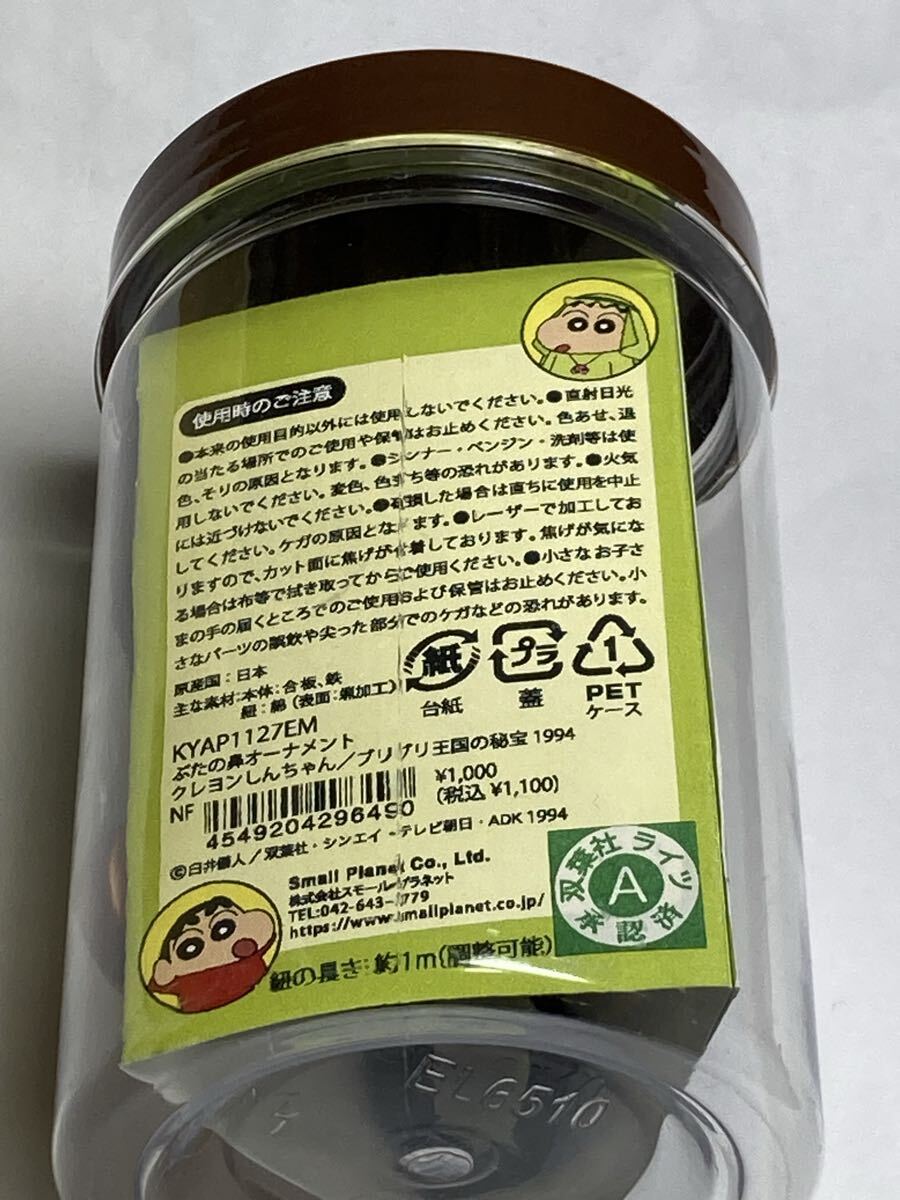 使用時のご注意
●本来の使用目的以外には使用しないでください。●直射日光
の当たる場所でのご使用や保管はお止めください。色あせ、退
色、そりの原因となります。●シンナー・ベンジン・洗剤等は使
用しないでください。変色、色落ち等の恐れがあります。●火気
には近づけないでください。●破損した場合は直ちに使用を中止
してください。ケガの原因となります。●レーザーで加工してお
りますので、カット面に焦げが付着しております。焦げが気にな
る場合は布等で拭き取ってからご使用ください。●小さなお子さ
まの手の届くところでのご使用および保管はお止めください。小
さなパーツの誤飲や尖った部分でのケガなどの恐れがあります。
原産国：日本
主な素材：本体：合板、鉄
紐：綿（表面：蝋加工）
紙
台紙
プラ
蓋
1
PET
ケース
KYAP1127EM
ぶたの鼻オーナメント
クレヨンしんちゃん／ブリブリ王国の秘宝 1994
NF
4549204296490
¥1,000
(税込 ¥1,100)
©臼井儀人／双葉社・シンエイ・テレビ朝日・ADK 1994
Small Planet Co., Ltd.
株式会社スモール・プラネット
https://www.smallplanet.co.jp/
双葉社 ライツ
A
承認済
紐の長さ：約1m(調整可能)
EL6510